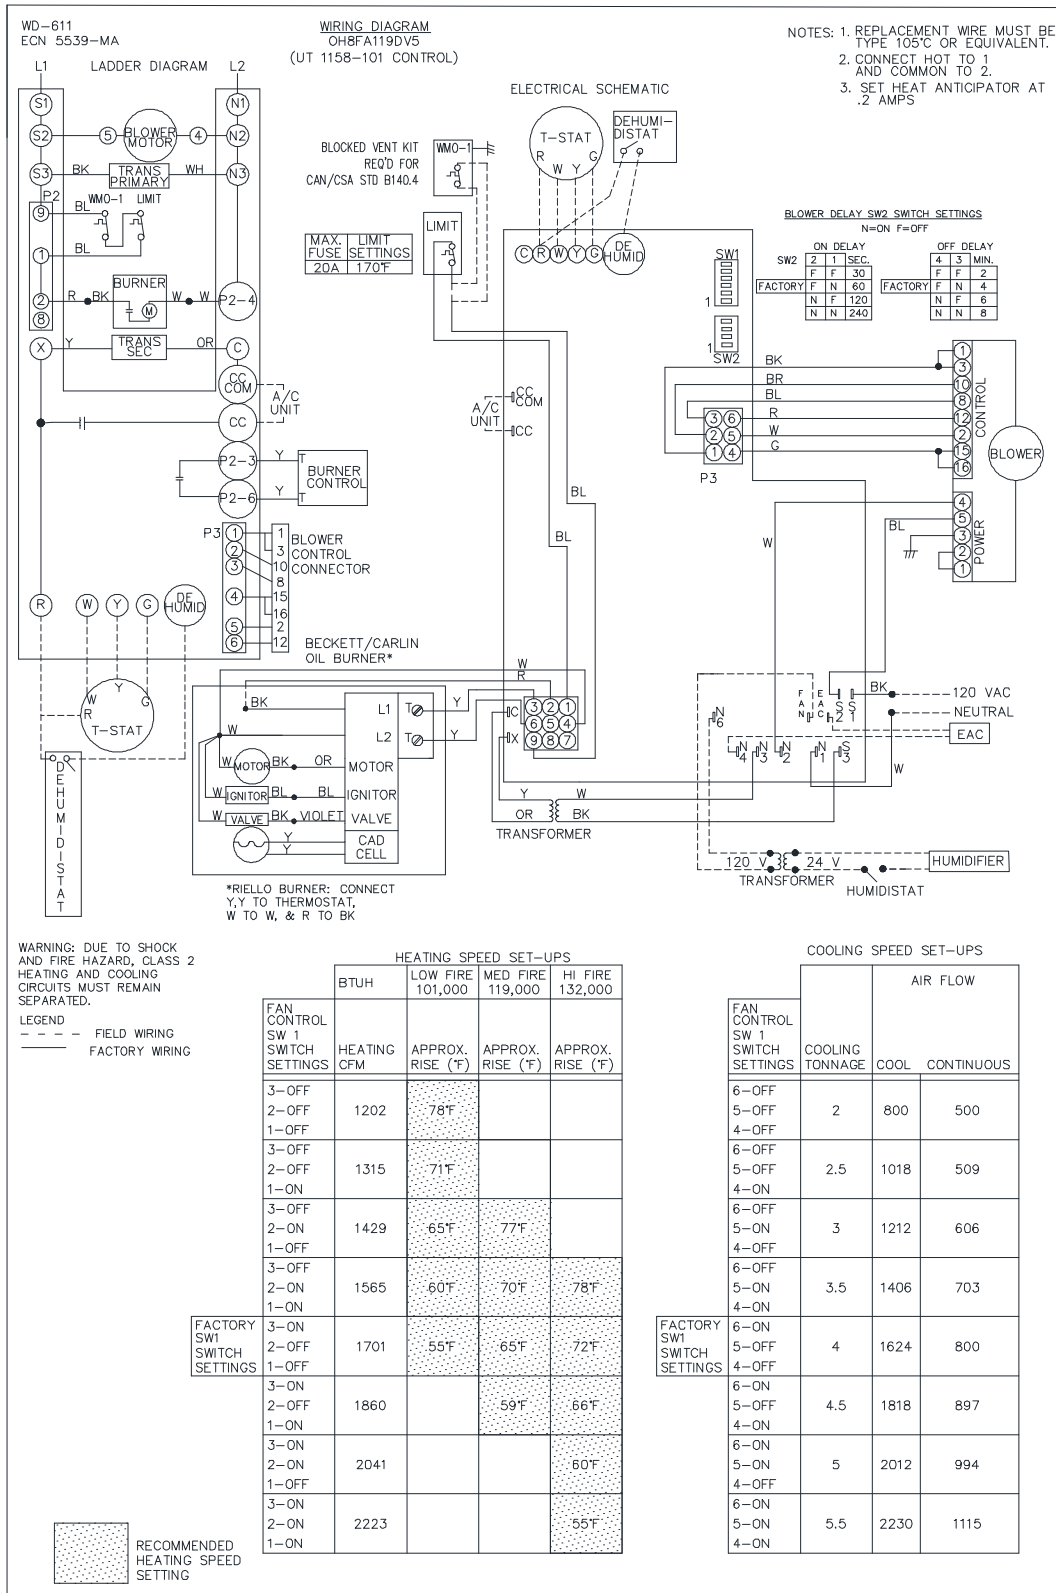 WD-611
ECN 5539-MA
WIRING DIAGRAM
OH8FA119DV5
(UT 1158-101 CONTROL)
NOTES: 1. REPLACEMENT WIRE MUST BE
TYPE 105°C OR EQUIVALENT.
2. CONNECT HOT TO 1
AND COMMON TO 2.
3. SET HEAT ANTICIPATOR AT
.2 AMPS
L1 LADDER DIAGRAM L2
S1 N1
S2 5 BLOWER MOTOR 4 N2
S3 BK TRANS PRIMARY WH N3
P2 WMO-1 LIMIT
9 BL
1 BL
BURNER
2 R BK M W W P2-4
8
X Y TRANS SEC OR C
CC COM
A/C UNIT
CC
P2-3 Y T BURNER CONTROL
P2-6 Y T
P3 1 1 BLOWER
2 3 CONTROL
3 10 CONNECTOR
8
4 15
16
5 2
6 12
R W Y G DE HUMID
W Y G
R
T-STAT
DEHUMIDISTAT
ELECTRICAL SCHEMATIC
T-STAT
R W Y G
DEHUMI-
DISTAT
BLOCKED VENT KIT
REQ'D FOR
CAN/CSA STD B140.4
WMO-1
LIMIT
MAX. FUSE LIMIT SETTINGS
20A 170°F
C R W Y G DE HUMID
SW1
1
1
SW2
BLOWER DELAY SW2 SWITCH SETTINGS
N=ON F=OFF
ON DELAY OFF DELAY
SW2 2 1 SEC. 4 3 MIN.
F F 30 F F 2
FACTORY F N 60 FACTORY F N 4
N F 120 N F 6
N N 240 N N 8
CC COM
A/C UNIT
CC
BK
BR
BL
R
W
G
3 6
2 5
1 4
P3
1
3
10
8
12
2
15
16
CONTROL
BLOWER
4
5
3
2
1
POWER
BL
W
BL
BL
BECKETT/CARLIN
OIL BURNER*
W
R
BK L1 T Y
W L2 T Y
W MOTOR BK OR MOTOR
W IGNITOR BL BL IGNITOR
W VALVE BK VIOLET VALVE
Y CAD
Y CELL
C 3 2 1
6 5 4
X 9 8 7
Y W
OR BK
TRANSFORMER
FAN EAC S2 S1
BK 120 VAC
NEUTRAL
EAC
N6
N4 N3 N2 N1 S3
W
120 V 24 V
TRANSFORMER
HUMIDISTAT
HUMIDIFIER
*RIELLO BURNER: CONNECT
Y,Y TO THERMOSTAT,
W TO W, & R TO BK
WARNING: DUE TO SHOCK
AND FIRE HAZARD, CLASS 2
HEATING AND COOLING
CIRCUITS MUST REMAIN
SEPARATED.
LEGEND
FIELD WIRING
FACTORY WIRING
HEATING SPEED SET-UPS
BTUH LOW FIRE 101,000 MED FIRE 119,000 HI FIRE 132,000
FAN CONTROL SW 1 SWITCH SETTINGS HEATING CFM APPROX. RISE (°F) APPROX. RISE (°F) APPROX. RISE (°F)
3-OFF
2-OFF 1202 78°F
1-OFF
3-OFF
2-OFF 1315 71°F
1-ON
3-OFF
2-ON 1429 65°F 77°F
1-OFF
3-OFF
2-ON 1565 60°F 70°F 78°F
1-ON
FACTORY SW1 SWITCH SETTINGS
3-ON
2-OFF 1701 55°F 65°F 72°F
1-OFF
3-ON
2-OFF 1860 59°F 66°F
1-ON
3-ON
2-ON 2041 60°F
1-OFF
3-ON
2-ON 2223 55°F
1-ON
RECOMMENDED
HEATING SPEED
SETTING
COOLING SPEED SET-UPS
AIR FLOW
FAN CONTROL SW 1 SWITCH SETTINGS COOLING TONNAGE COOL CONTINUOUS
6-OFF
5-OFF 2 800 500
4-OFF
6-OFF
5-OFF 2.5 1018 509
4-ON
6-OFF
5-ON 3 1212 606
4-OFF
6-OFF
5-ON 3.5 1406 703
4-ON
FACTORY SW1 SWITCH SETTINGS
6-ON
5-OFF 4 1624 800
4-OFF
6-ON
5-OFF 4.5 1818 897
4-ON
6-ON
5-ON 5 2012 994
4-OFF
6-ON
5-ON 5.5 2230 1115
4-ON